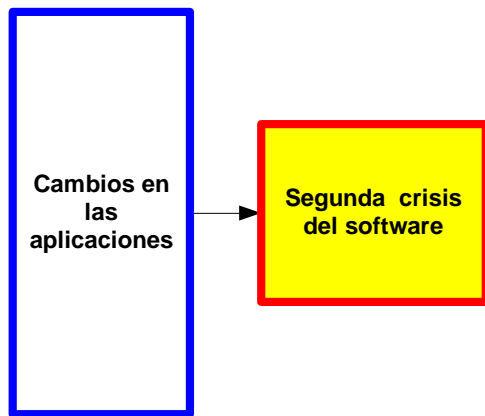 Cambios en
las
aplicaciones
Segunda crisis
del software